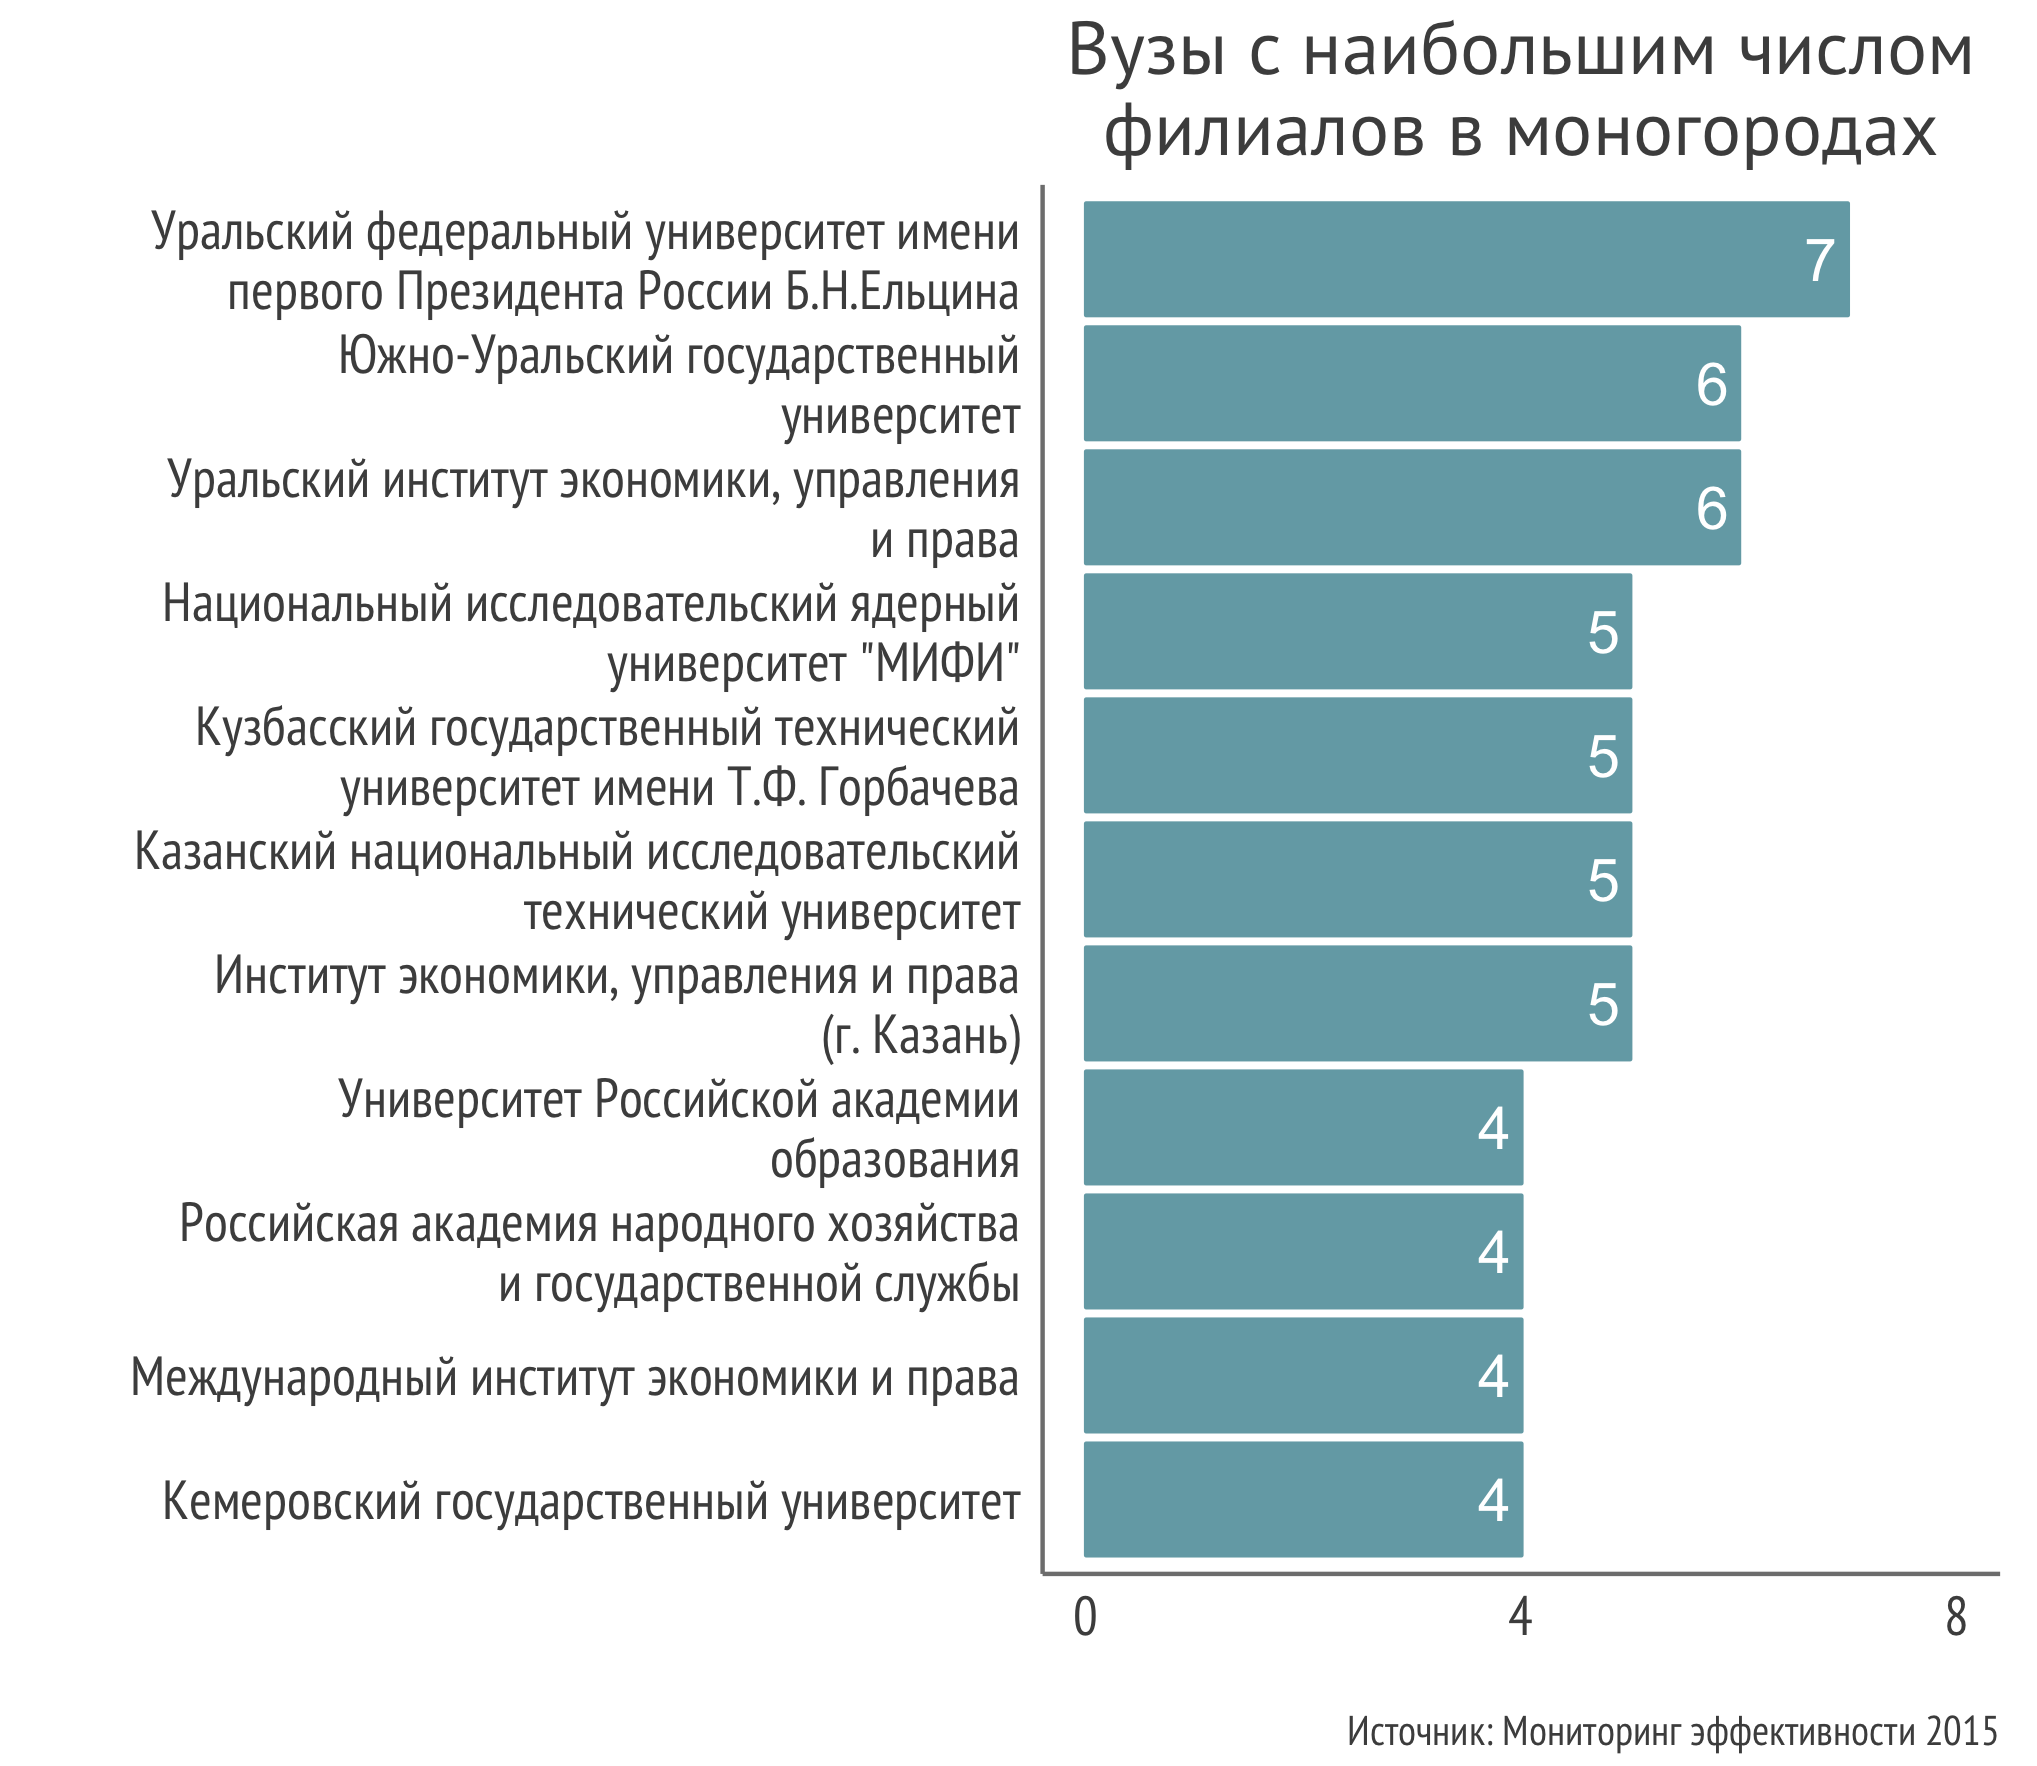 Вузы с наибольшим числом
филиалов в моногородах
Уральский федеральный университет имени
первого Президента России Б.Н.Ельцина
7
Южно-Уральский государственный
университет
6
Уральский институт экономики, управления
и права
6
Национальный исследовательский ядерный
университет "МИФИ"
5
Кузбасский государственный технический
университет имени Т.Ф. Горбачева
5
Казанский национальный исследовательский
технический университет
5
Институт экономики, управления и права
(г. Казань)
5
Университет Российской академии
образования
4
Российская академия народного хозяйства
и государственной службы
4
Международный институт экономики и права
4
Кемеровский государственный университет
4
0 4 8
Источник: Мониторинг эффективности 2015